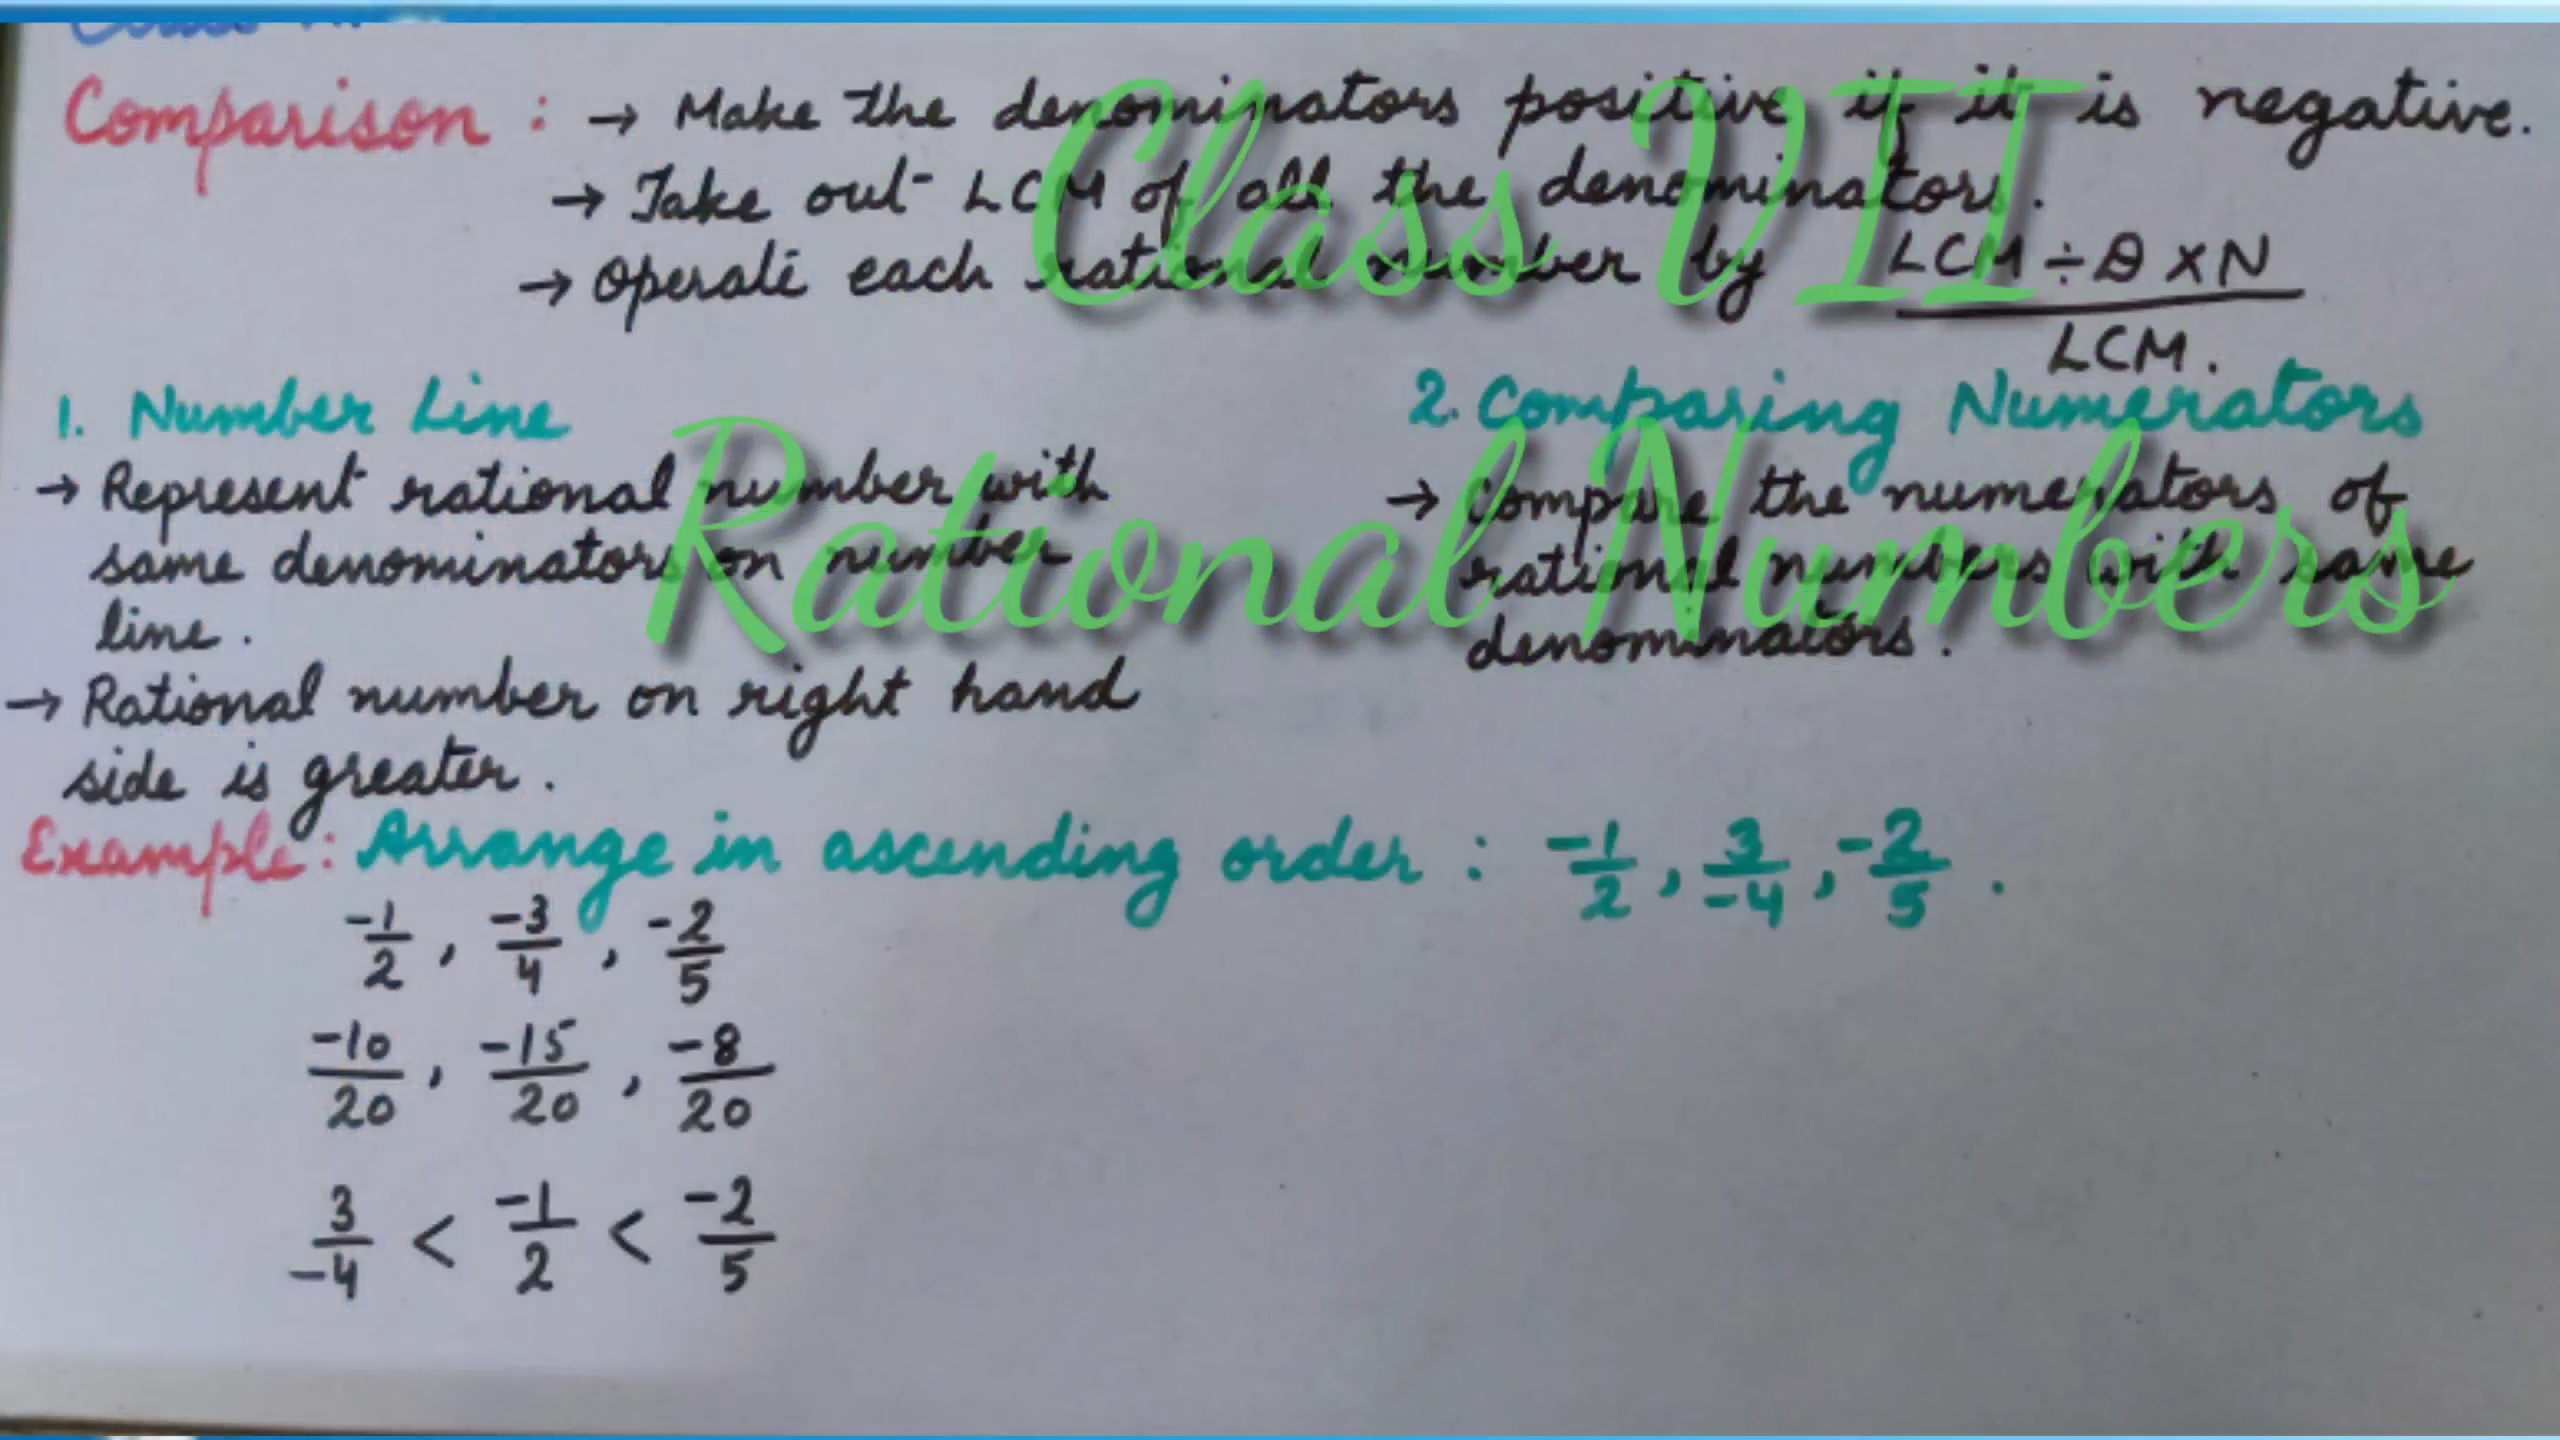 Comparison : → Make the denominators positive if it is negative.
→ Take out LCM of all the denominators.
→ Operate each rational number by LCM ÷ D × N / LCM.
Class VII
Rational Numbers
1. Number Line
→ Represent rational number with
same denominators on number
line.
→ Rational number on right hand
side is greater.
2. Comparing Numerators
→ Compare the numerators of
rational numbers with same
denominators.
Example: Arrange in ascending order : -1/2, 3/-4, -2/5.
-1/2, -3/4, -2/5
-10/20, -15/20, -8/20
3/-4 < -1/2 < -2/5